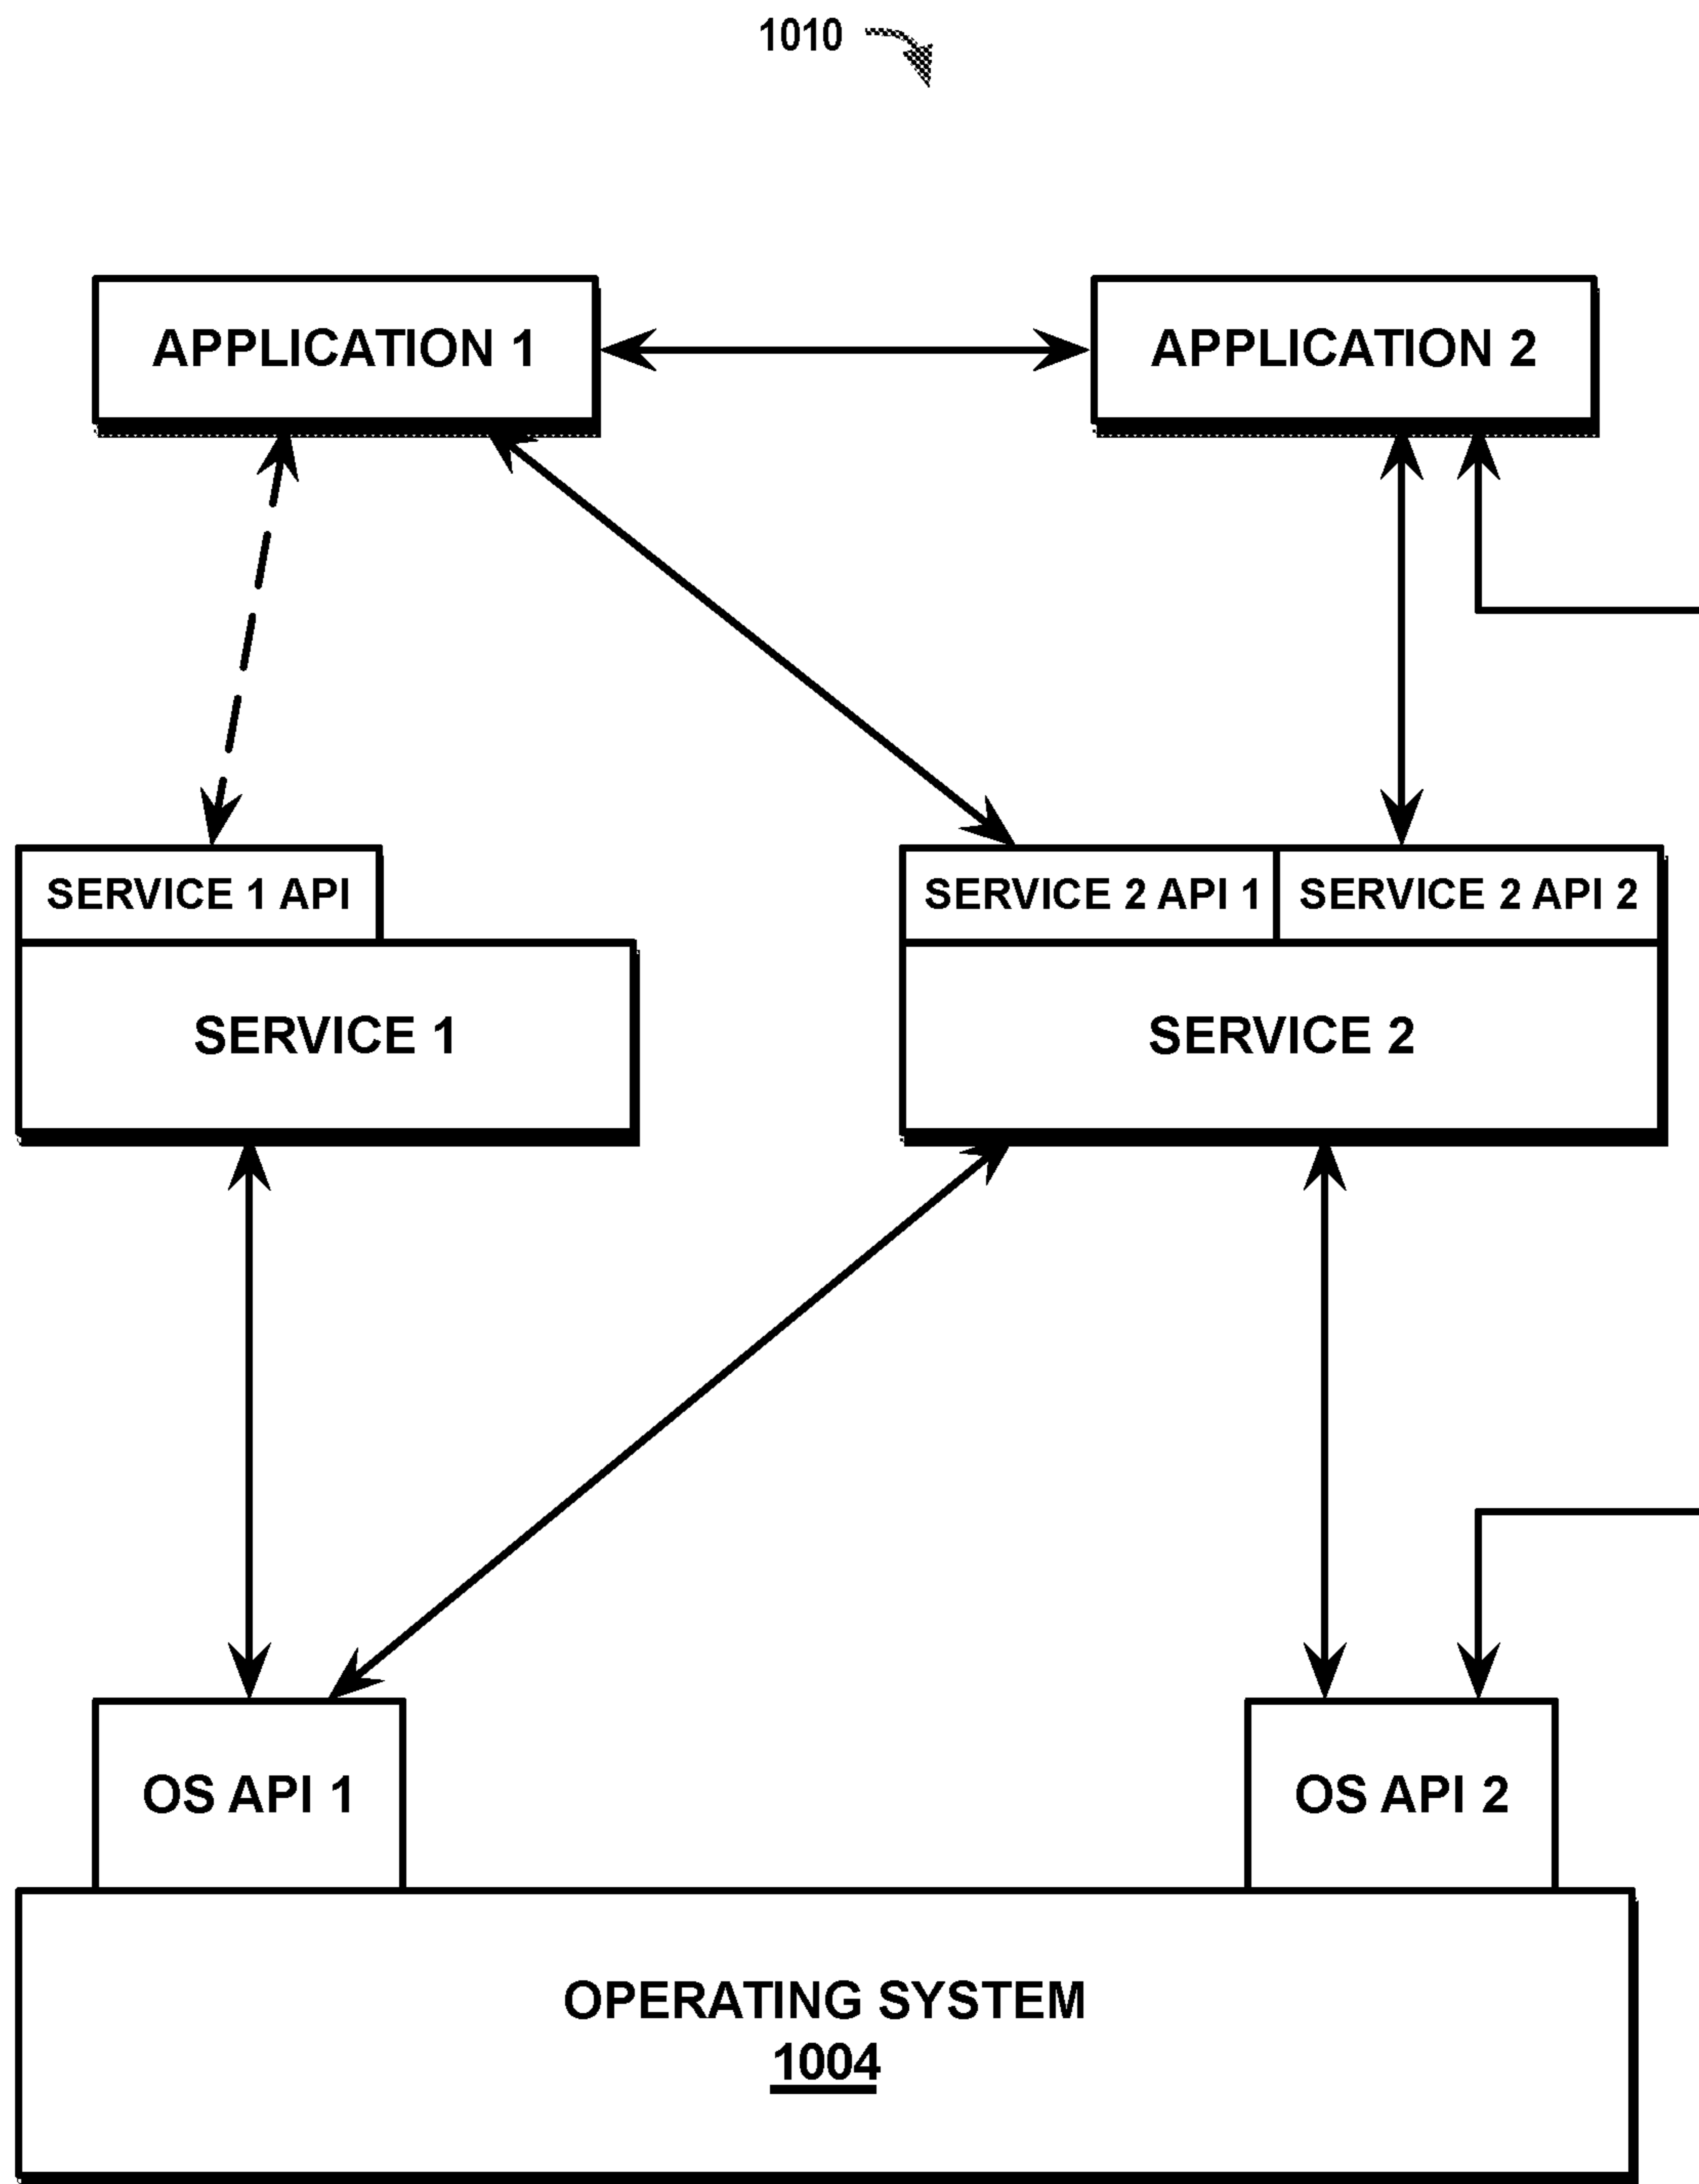 1010
APPLICATION 1
APPLICATION 2
SERVICE 1 API
SERVICE 2 API 1
SERVICE 2 API 2
SERVICE 1
SERVICE 2
OS API 1
OS API 2
OPERATING SYSTEM
1004